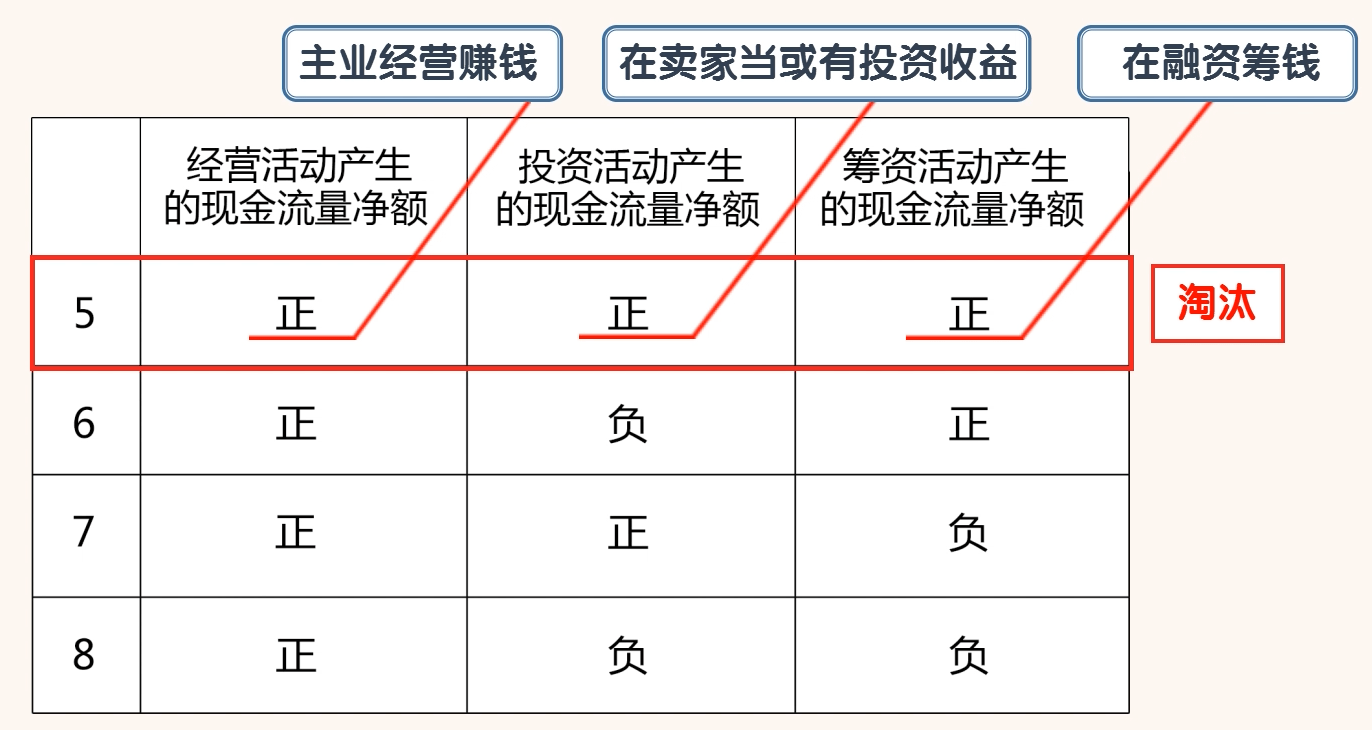 主业经营赚钱
在卖家当或有投资收益
在融资筹钱
经营活动产生
的现金流量净额
投资活动产生
的现金流量净额
筹资活动产生
的现金流量净额
5 正 正 正
淘汰
6 正 负 正
7 正 正 负
8 正 负 负